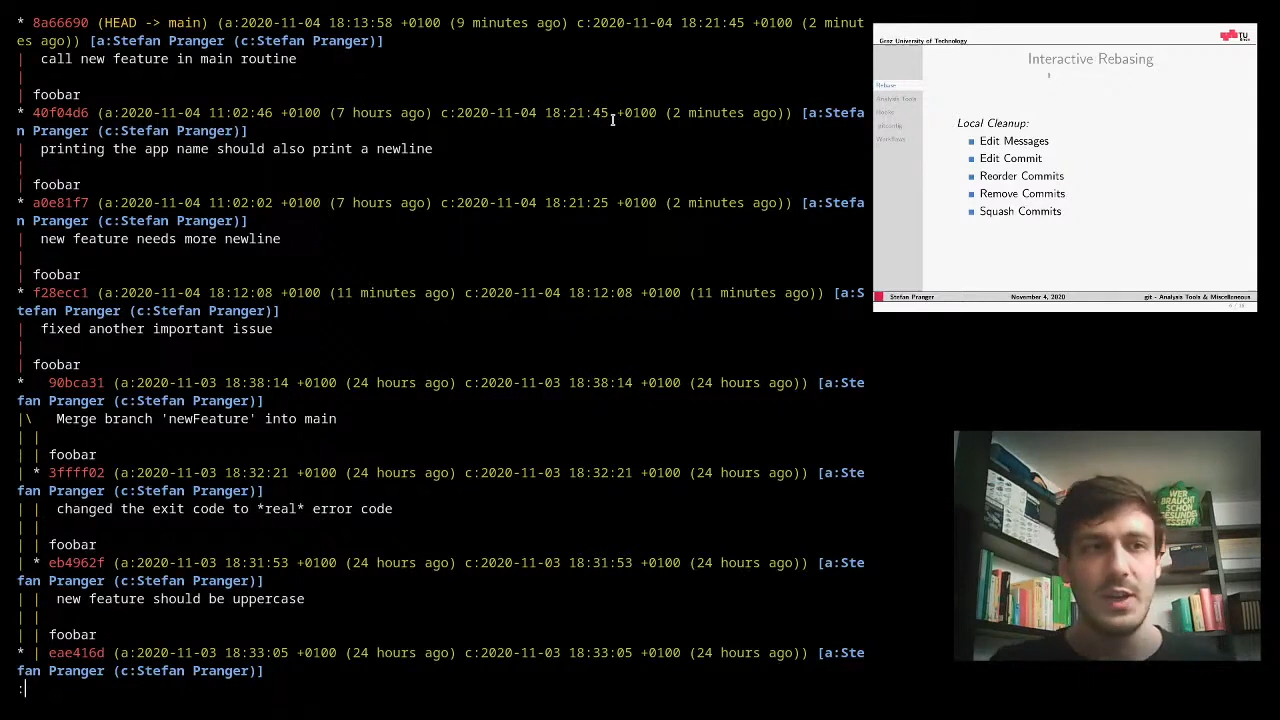 * 8a66690 (HEAD -> main) (a:2020-11-04 18:13:58 +0100 (9 minutes ago) c:2020-11-04 18:21:45 +0100 (2 minut
es ago)) [a:Stefan Pranger (c:Stefan Pranger)]
|  call new feature in main routine
|
| foobar
* 40f04d6 (a:2020-11-04 11:02:46 +0100 (7 hours ago) c:2020-11-04 18:21:45 +0100 (2 minutes ago)) [a:Stefa
n Pranger (c:Stefan Pranger)]
|  printing the app name should also print a newline
|
| foobar
* a0e81f7 (a:2020-11-04 11:02:02 +0100 (7 hours ago) c:2020-11-04 18:21:25 +0100 (2 minutes ago)) [a:Stefa
n Pranger (c:Stefan Pranger)]
|  new feature needs more newline
|
| foobar
* f28ecc1 (a:2020-11-04 18:12:08 +0100 (11 minutes ago) c:2020-11-04 18:12:08 +0100 (11 minutes ago)) [a:S
tefan Pranger (c:Stefan Pranger)]
|  fixed another important issue
|
| foobar
*   90bca31 (a:2020-11-03 18:38:14 +0100 (24 hours ago) c:2020-11-03 18:38:14 +0100 (24 hours ago)) [a:Ste
fan Pranger (c:Stefan Pranger)]
|\   Merge branch 'newFeature' into main
| |
| | foobar
| * 3ffff02 (a:2020-11-03 18:32:21 +0100 (24 hours ago) c:2020-11-03 18:32:21 +0100 (24 hours ago)) [a:Ste
fan Pranger (c:Stefan Pranger)]
| |  changed the exit code to *real* error code
| |
| | foobar
| * eb4962f (a:2020-11-03 18:31:53 +0100 (24 hours ago) c:2020-11-03 18:31:53 +0100 (24 hours ago)) [a:Ste
fan Pranger (c:Stefan Pranger)]
| |  new feature should be uppercase
| |
| | foobar
* | eae416d (a:2020-11-03 18:33:05 +0100 (24 hours ago) c:2020-11-03 18:33:05 +0100 (24 hours ago)) [a:Ste
fan Pranger (c:Stefan Pranger)]
:
Graz University of Technology
TU
Interactive Rebasing
Rebase
Analysis Tools
Hooks
.gitconfig
Workflows
Local Cleanup:
Edit Messages
Edit Commit
Reorder Commits
Remove Commits
Squash Commits
Stefan Pranger
November 4, 2020
git - Analysis Tools & Miscellaneous
WER
BRAUCHT
SCHON
GESUNDES
ESSEN?